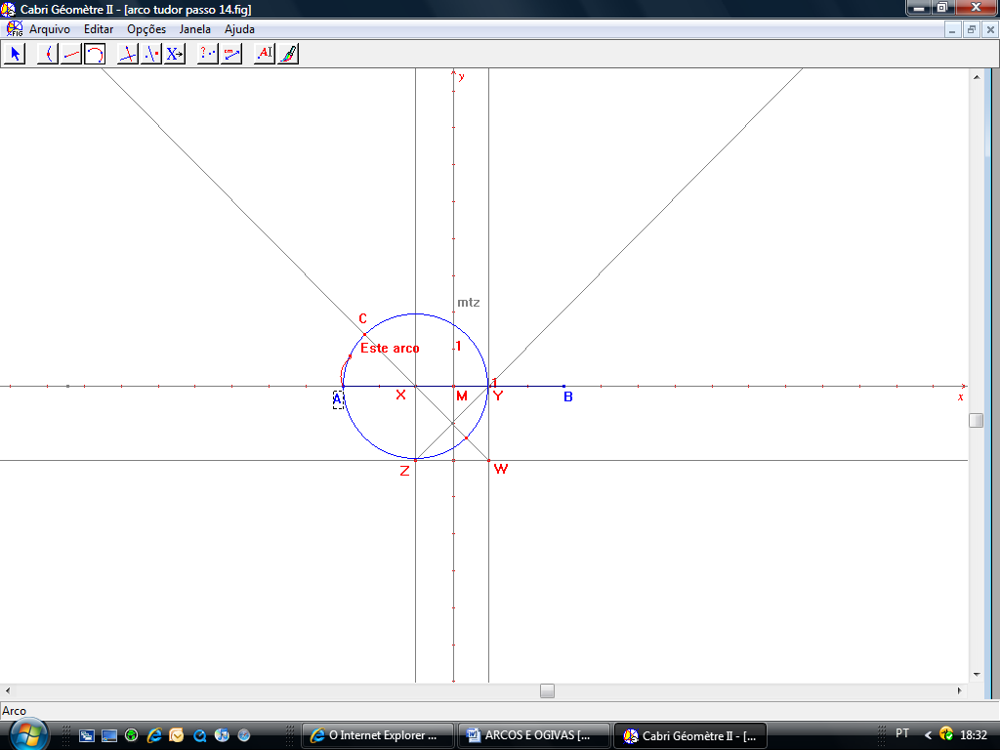 Cabri Géomètre II - [arco tudor passo 14.fig]
Arquivo Editar Opções Janela Ajuda
y
mtz
C
Este arco
1
1
A
X
M
Y
B
x
Z
W
Arco
O Internet Explorer ...
ARCOS E OGIVAS [...
Cabri Géomètre II - [...
PT
18:32